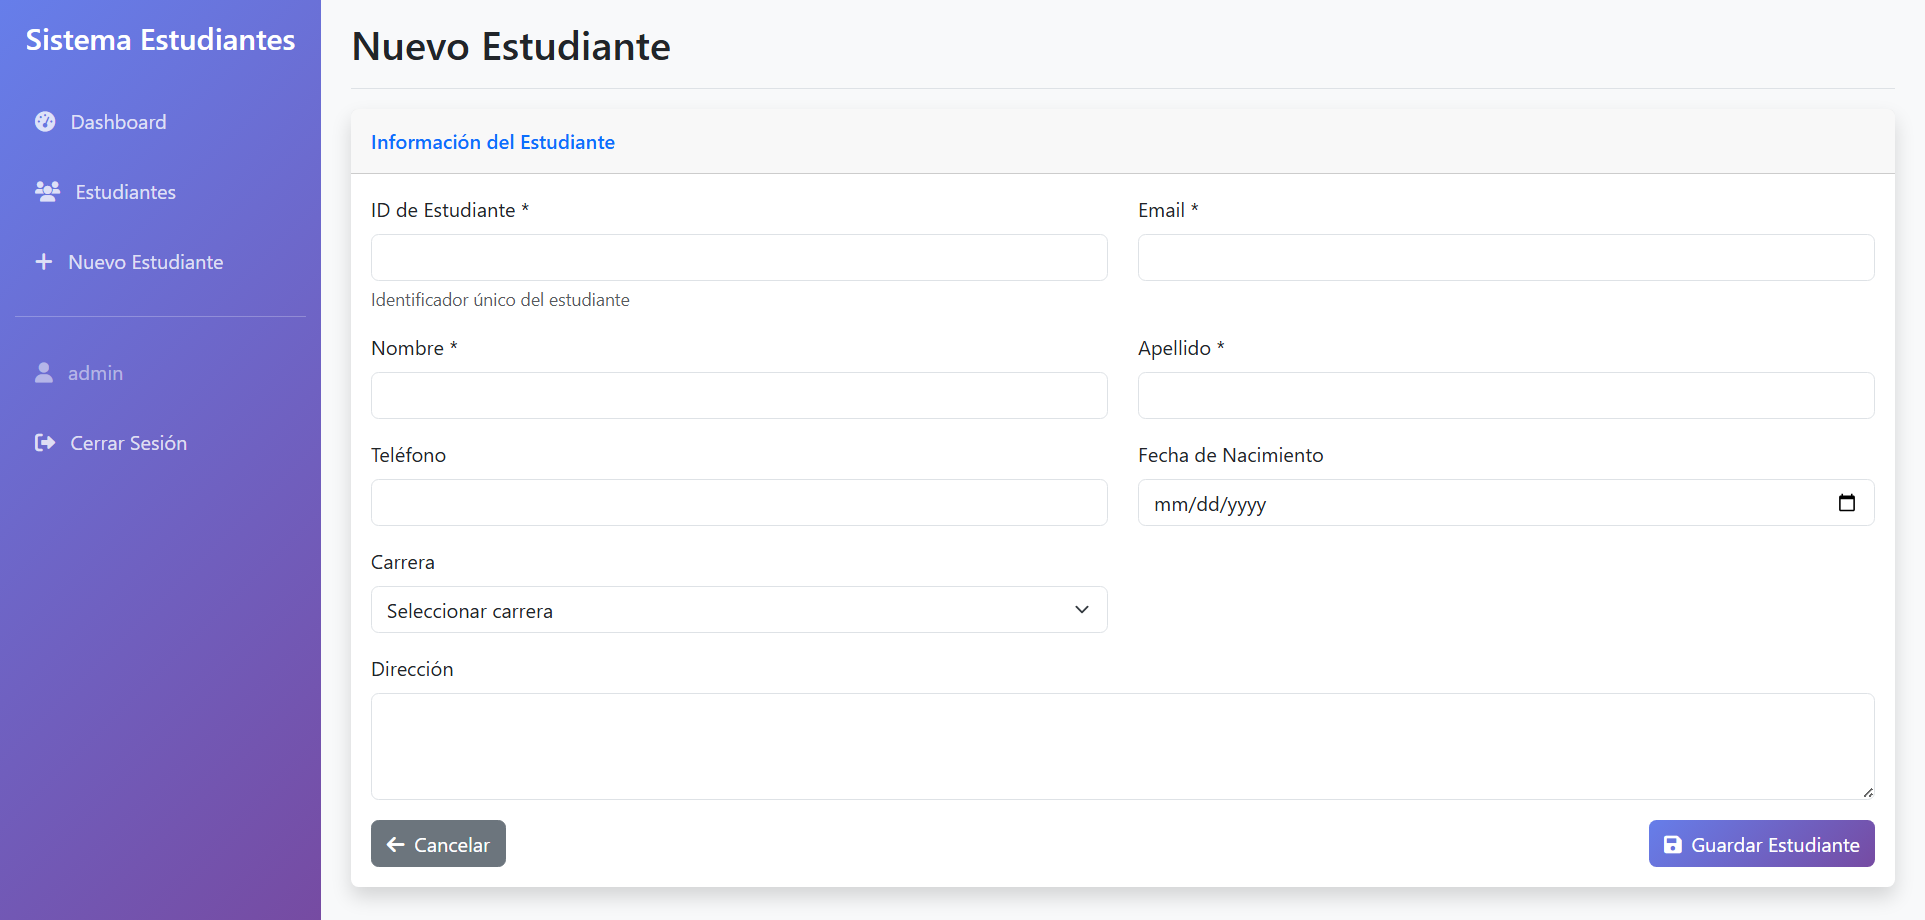 Sistema Estudiantes
Dashboard
Estudiantes
Nuevo Estudiante
admin
Cerrar Sesión
Nuevo Estudiante
Información del Estudiante
ID de Estudiante *
Email *
Identificador único del estudiante
Nombre *
Apellido *
Teléfono
Fecha de Nacimiento
mm/dd/yyyy
Carrera
Seleccionar carrera
Dirección
Cancelar
Guardar Estudiante